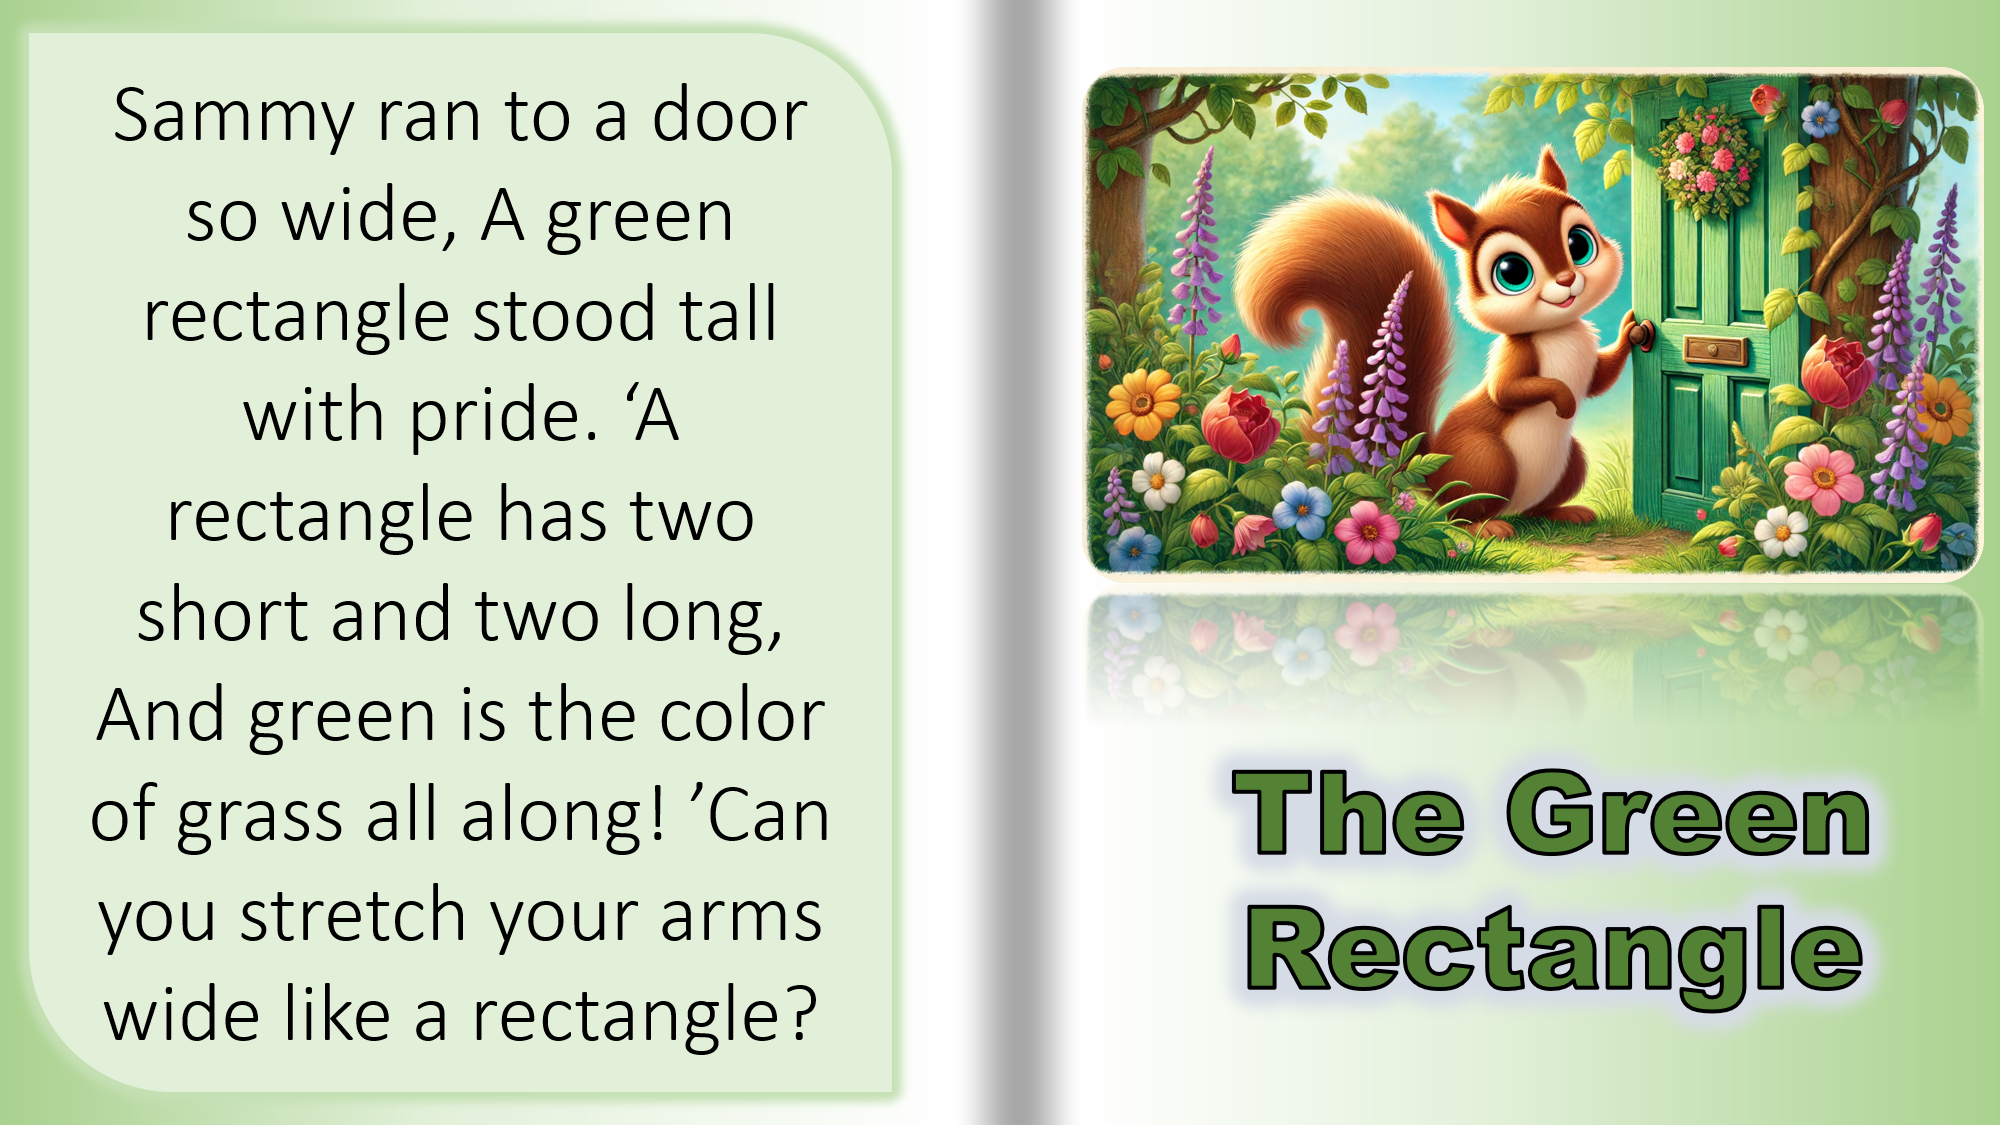 Sammy ran to a door
so wide, A green
rectangle stood tall
with pride. ‘A
rectangle has two
short and two long,
And green is the color
of grass all along! ’Can
you stretch your arms
wide like a rectangle?
The Green
Rectangle